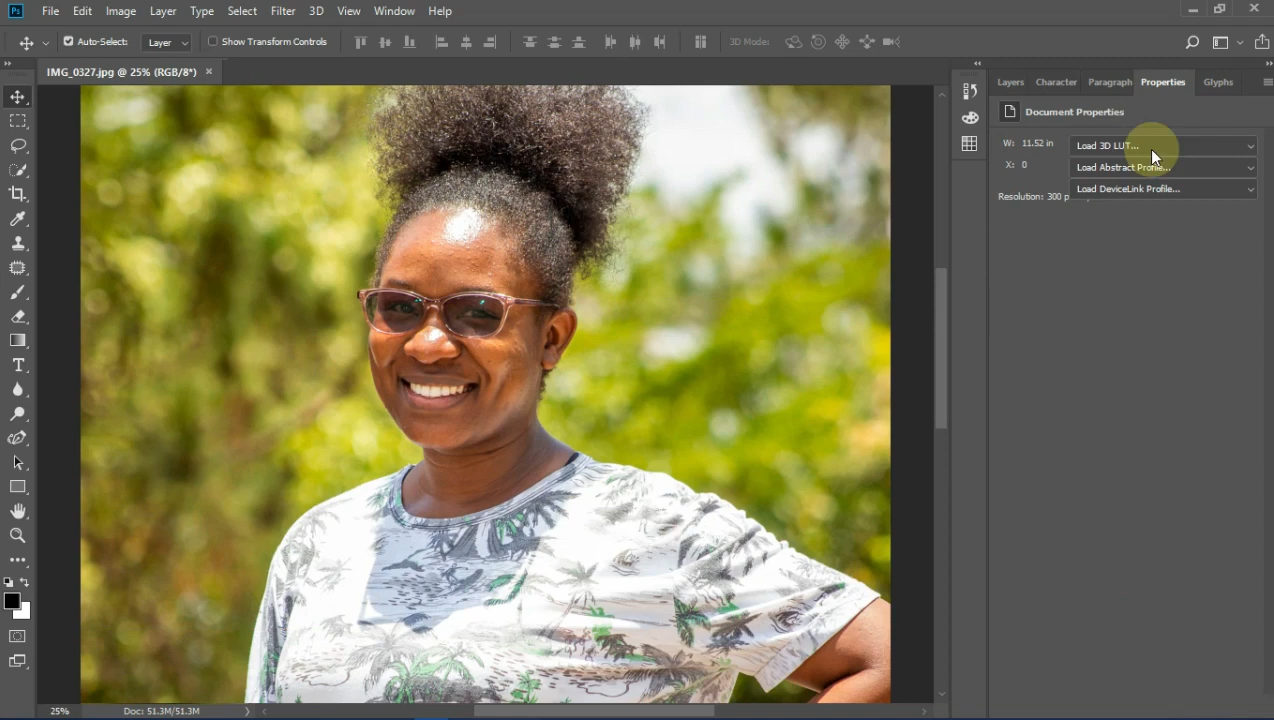 Ps File Edit Image Layer Type Select Filter 3D View Window Help
Auto-Select: Layer Show Transform Controls 3D Mode:
IMG_0327.jpg @ 25% (RGB/8*) ×
Layers Character Paragraph Properties Glyphs
Document Properties
W: 11.52 in Load 3D LUT...
X: 0 Load Abstract Profile...
Resolution: 300 Load DeviceLink Profile...
25% Doc: 51.3M/51.3M